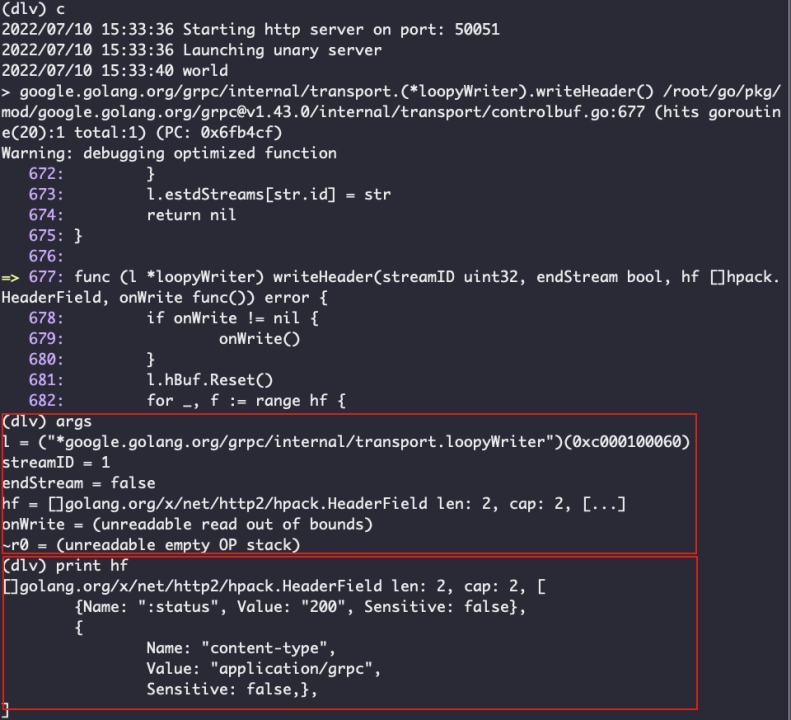 (dlv) c
2022/07/10 15:33:36 Starting http server on port: 50051
2022/07/10 15:33:36 Launching unary server
2022/07/10 15:33:40 world
> google.golang.org/grpc/internal/transport.(*loopyWriter).writeHeader() /root/go/pkg/
mod/google.golang.org/grpc@v1.43.0/internal/transport/controlbuf.go:677 (hits goroutin
e(20):1 total:1) (PC: 0x6fb4cf)
Warning: debugging optimized function
   672:         }
   673:         l.estdStreams[str.id] = str
   674:         return nil
   675: }
   676:
=> 677: func (l *loopyWriter) writeHeader(streamID uint32, endStream bool, hf []hpack.
HeaderField, onWrite func()) error {
   678:         if onWrite != nil {
   679:                 onWrite()
   680:         }
   681:         l.hBuf.Reset()
   682:         for _, f := range hf {
(dlv) args
l = ("*google.golang.org/grpc/internal/transport.loopyWriter")(0xc000100060)
streamID = 1
endStream = false
hf = []golang.org/x/net/http2/hpack.HeaderField len: 2, cap: 2, [...]
onWrite = (unreadable read out of bounds)
~r0 = (unreadable empty OP stack)
(dlv) print hf
[]golang.org/x/net/http2/hpack.HeaderField len: 2, cap: 2, [
        {Name: ":status", Value: "200", Sensitive: false},
        {
                Name: "content-type",
                Value: "application/grpc",
                Sensitive: false,},
]